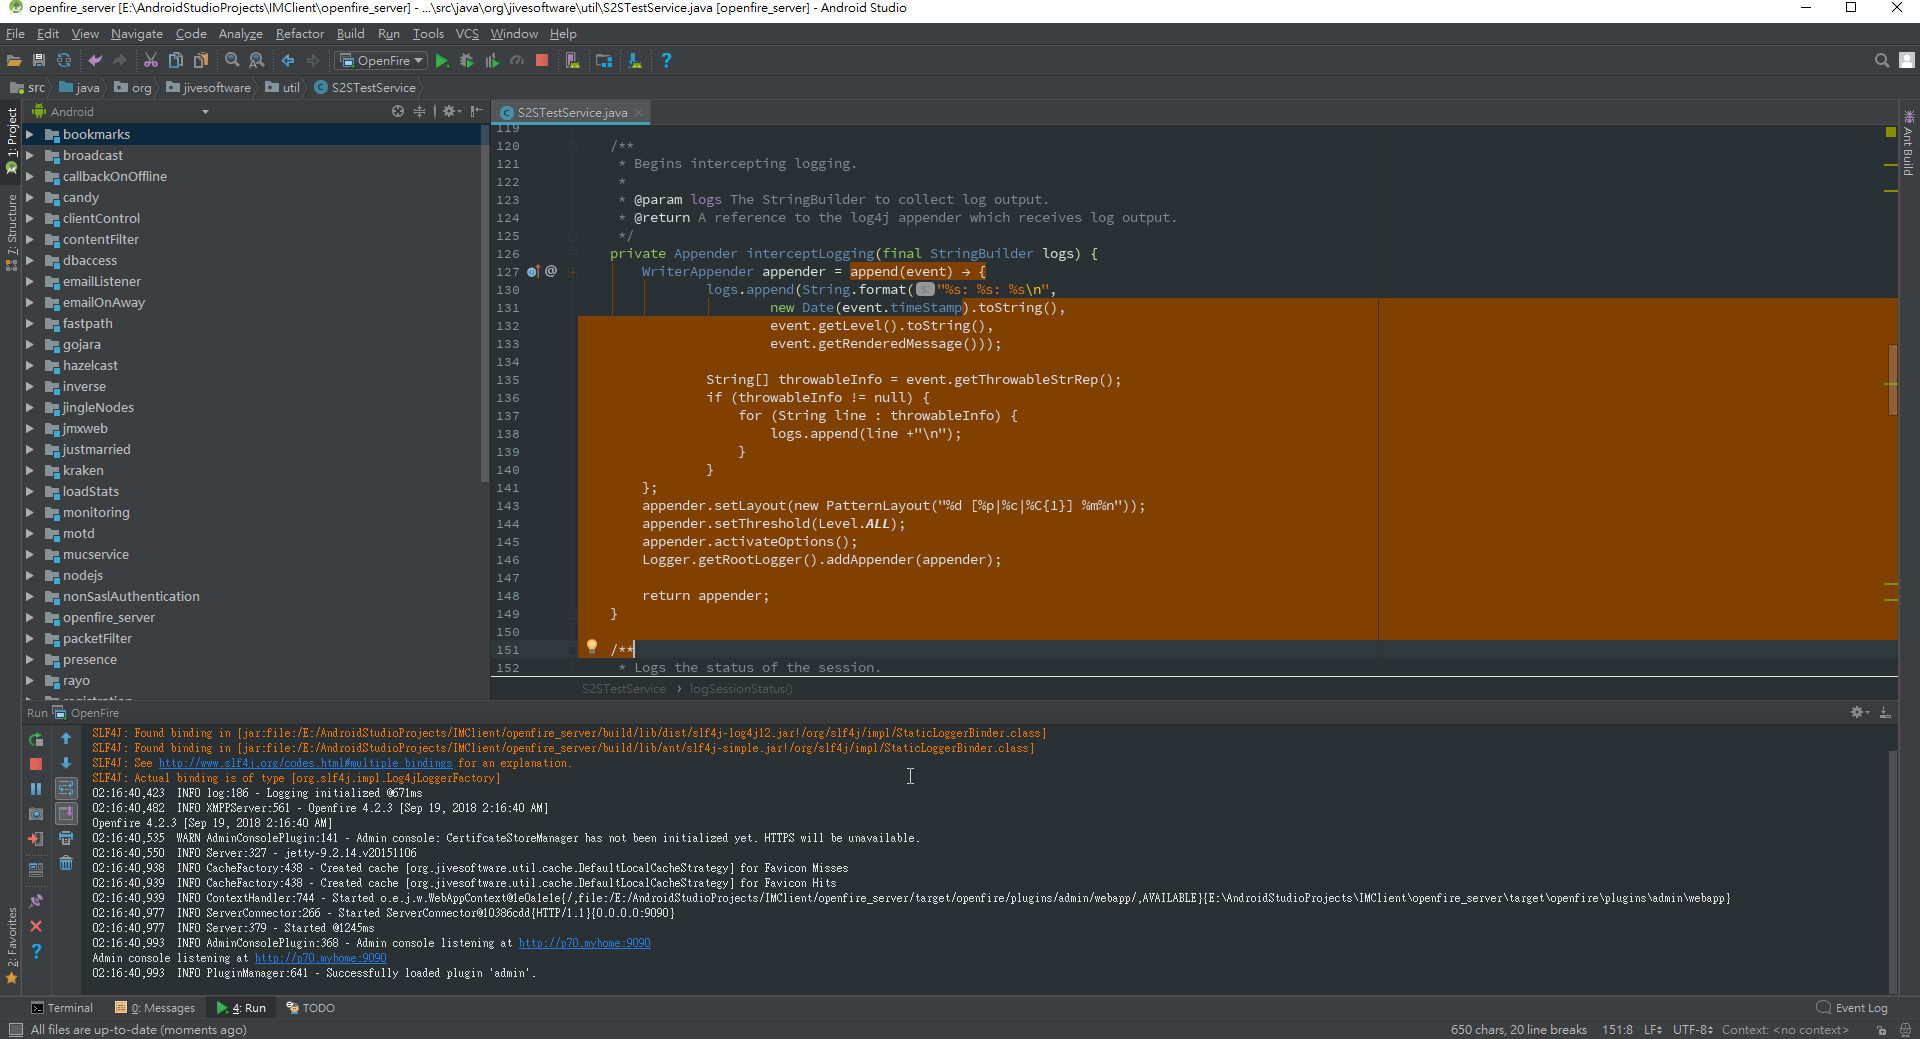 openfire_server [E:\AndroidStudioProjects\IMClient\openfire_server] - ...\src\java\org\jivesoftware\util\S2STestService.java [openfire_server] - Android Studio
File Edit View Navigate Code Analyze Refactor Build Run Tools VCS Window Help
OpenFire
src java org jivesoftware util S2STestService
1: Project
7: Structure
2: Favorites
Ant Build
Android
bookmarks
broadcast
callbackOnOffline
candy
clientControl
contentFilter
dbaccess
emailListener
emailOnAway
fastpath
gojara
hazelcast
inverse
jingleNodes
jmxweb
justmarried
kraken
loadStats
monitoring
motd
mucservice
nodejs
nonSaslAuthentication
openfire_server
packetFilter
presence
rayo
registration
S2STestService.java
119
120 /**
121 * Begins intercepting logging.
122 *
123 * @param logs The StringBuilder to collect log output.
124 * @return A reference to the log4j appender which receives log output.
125 */
126 private Appender interceptLogging(final StringBuilder logs) {
127 WriterAppender appender = append(event) → {
130 logs.append(String.format("%s: %s: %s\n",
131 new Date(event.timeStamp).toString(),
132 event.getLevel().toString(),
133 event.getRenderedMessage()));
134
135 String[] throwableInfo = event.getThrowableStrRep();
136 if (throwableInfo != null) {
137 for (String line : throwableInfo) {
138 logs.append(line +"\n");
139 }
140 }
141 };
143 appender.setLayout(new PatternLayout("%d [%p|%c|%C{1}] %m%n"));
144 appender.setThreshold(Level.ALL);
145 appender.activateOptions();
146 Logger.getRootLogger().addAppender(appender);
147
148 return appender;
149 }
150
151 /**
152 * Logs the status of the session.
S2STestService › logSessionStatus()
Run OpenFire
SLF4J: Found binding in [jar:file:/E:/AndroidStudioProjects/IMClient/openfire_server/build/lib/dist/slf4j-log4j12.jar!/org/slf4j/impl/StaticLoggerBinder.class]
SLF4J: Found binding in [jar:file:/E:/AndroidStudioProjects/IMClient/openfire_server/build/lib/ant/slf4j-simple.jar!/org/slf4j/impl/StaticLoggerBinder.class]
SLF4J: See http://www.slf4j.org/codes.html#multiple_bindings for an explanation.
SLF4J: Actual binding is of type [org.slf4j.impl.Log4jLoggerFactory]
02:16:40,423 INFO log:186 - Logging initialized @671ms
02:16:40,482 INFO XMPPServer:561 - Openfire 4.2.3 [Sep 19, 2018 2:16:40 AM]
Openfire 4.2.3 [Sep 19, 2018 2:16:40 AM]
02:16:40,535 WARN AdminConsolePlugin:141 - Admin console: CertifcateStoreManager has not been initialized yet. HTTPS will be unavailable.
02:16:40,550 INFO Server:327 - jetty-9.2.14.v20151106
02:16:40,938 INFO CacheFactory:438 - Created cache [org.jivesoftware.util.cache.DefaultLocalCacheStrategy] for Favicon Misses
02:16:40,939 INFO CacheFactory:438 - Created cache [org.jivesoftware.util.cache.DefaultLocalCacheStrategy] for Favicon Hits
02:16:40,939 INFO ContextHandler:744 - Started o.e.j.w.WebAppContext@1e0a1e1e{/,file:/E:/AndroidStudioProjects/IMClient/openfire_server/target/openfire/plugins/admin/webapp/,AVAILABLE}{E:\AndroidStudioProjects\IMClient\openfire_server\target\openfire\plugins\admin\webapp}
02:16:40,977 INFO ServerConnector:266 - Started ServerConnector@10386cdd{HTTP/1.1}{0.0.0.0:9090}
02:16:40,977 INFO Server:379 - Started @1245ms
02:16:40,993 INFO AdminConsolePlugin:368 - Admin console listening at http://p70.myhome:9090
Admin console listening at http://p70.myhome:9090
02:16:40,993 INFO PluginManager:641 - Successfully loaded plugin 'admin'.
Terminal 0: Messages 4: Run TODO Event Log
All files are up-to-date (moments ago) 650 chars, 20 line breaks 151:8 LF UTF-8 Context: <no context>